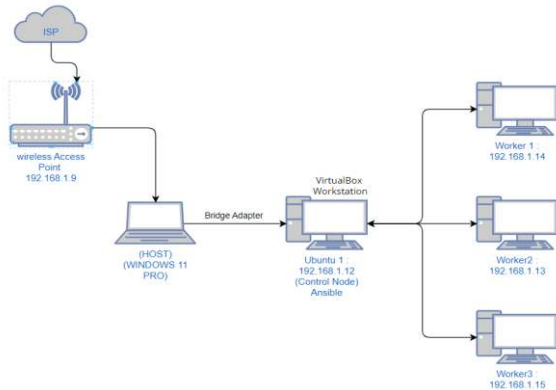 ISP
wireless Access
Point
192.168.1.9
(HOST)
(WINDOWS 11
PRO)
Bridge Adapter
VirtualBox
Workstation
Ubuntu 1 :
192.168.1.12
(Control Node)
Ansible
Worker 1 :
192.168.1.14
Worker2 :
192.168.1.13
Worker3 :
192.168.1.15